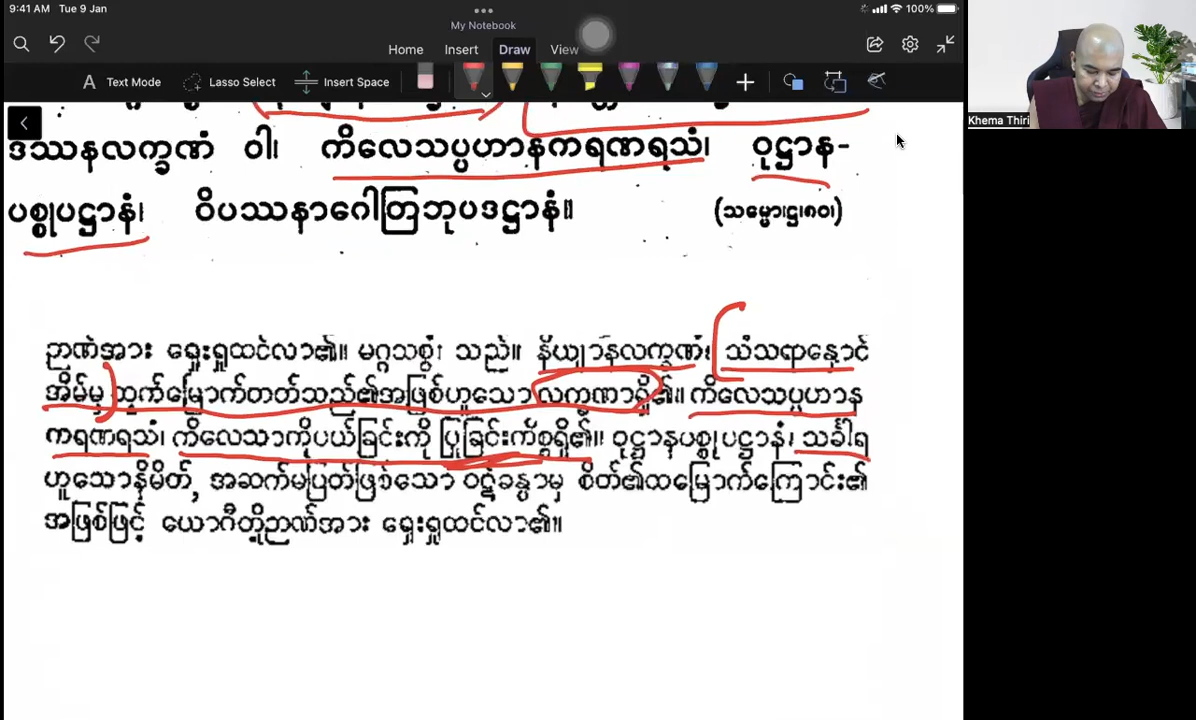 9:41 AM Tue 9 Jan
100%
My Notebook
Home Insert Draw View
Text Mode Lasso Select Insert Space
Khema Thiri
ဒဿနလက္ခဏံ ဝါ၊ ကိလေသပ္ပဟာနကရဏရသံ၊ ဝုဋ္ဌာန-
ပစ္စုပဋ္ဌာနံ၊ ဝိပဿနာဂေါတြဘုပဒဋ္ဌာနံ။ (သမ္မော၊ဋ္ဌ၊၈၀၊)
ဉာဏ်အား ရှေးရှုထင်လာ၏။ မဂ္ဂသစ္စံ၊ သည်။ နိယျာနလက္ခဏံ၊ သံသရာနှောင်
အိမ်မှ ထွက်မြောက်တတ်သည်၏အဖြစ်ဟူသော လက္ခဏာရှိ၏။ ကိလေသပ္ပဟာန
ကရဏရသံ၊ ကိလေသာကိုပယ်ခြင်းကို ပြုခြင်းကိစ္စရှိ၏။ ဝုဋ္ဌာနပစ္စုပဋ္ဌာနံ၊ သင်္ခါရ
ဟူသောနိမိတ်, အဆက်မပြတ်ဖြစ်သော ဝဋ်ခန္ဓာမှ စိတ်၏ထမြောက်ကြောင်း၏
အဖြစ်ဖြင့် ယောဂီတို့ဉာဏ်အား ရှေးရှုထင်လာ၏။